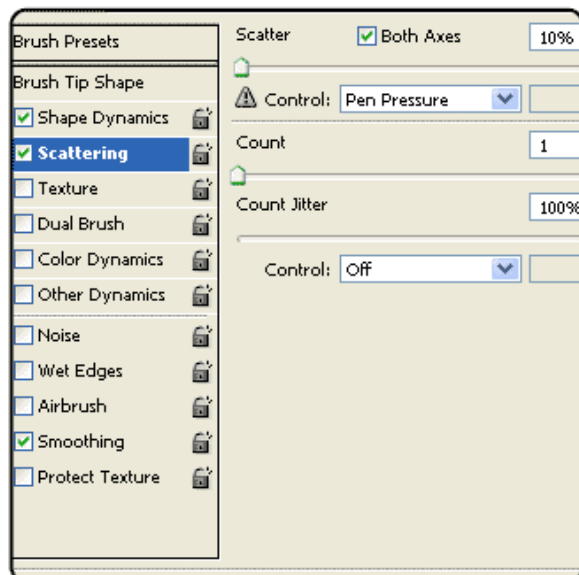 Brush Presets
Brush Tip Shape
Shape Dynamics
Scattering
Texture
Dual Brush
Color Dynamics
Other Dynamics
Noise
Wet Edges
Airbrush
Smoothing
Protect Texture
Scatter Both Axes 10%
Control: Pen Pressure
Count 1
Count Jitter 100%
Control: Off